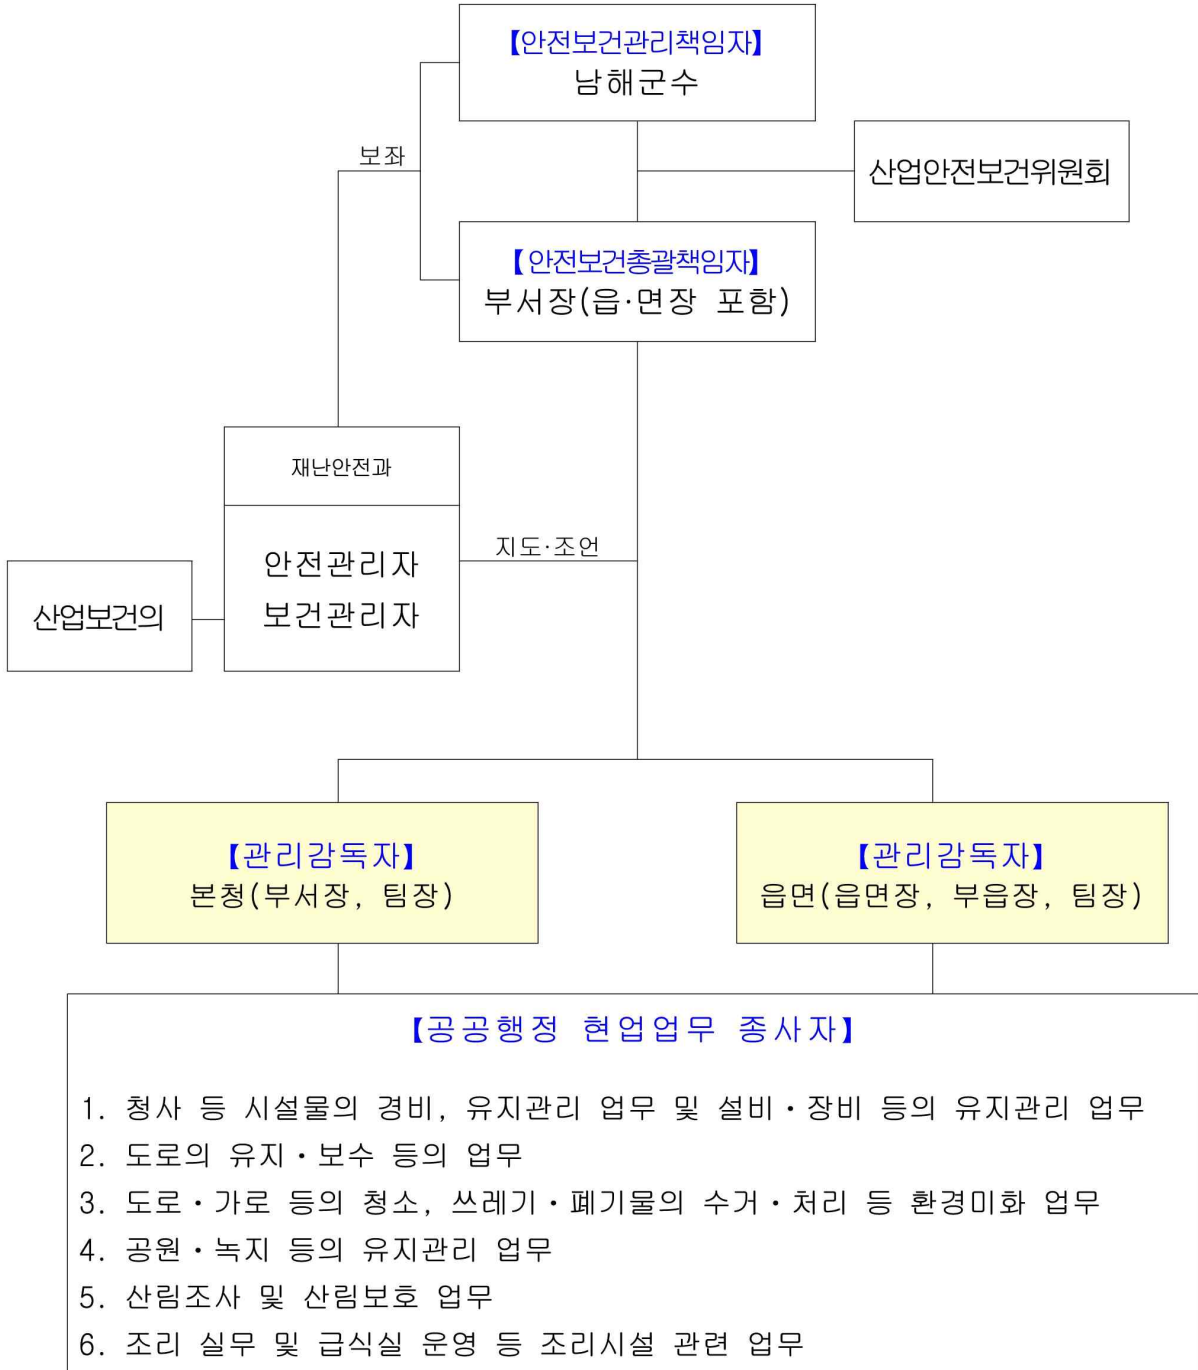 【안전보건관리책임자】
남해군수
보좌
산업안전보건위원회
【안전보건총괄책임자】
부서장(읍·면장 포함)
재난안전과
안전관리자
보건관리자
지도·조언
산업보건의
【관리감독자】
본청(부서장, 팀장)
【관리감독자】
읍면(읍면장, 부읍장, 팀장)
【공공행정 현업업무 종사자】
1. 청사 등 시설물의 경비, 유지관리 업무 및 설비·장비 등의 유지관리 업무
2. 도로의 유지·보수 등의 업무
3. 도로·가로 등의 청소, 쓰레기·폐기물의 수거·처리 등 환경미화 업무
4. 공원·녹지 등의 유지관리 업무
5. 산림조사 및 산림보호 업무
6. 조리 실무 및 급식실 운영 등 조리시설 관련 업무